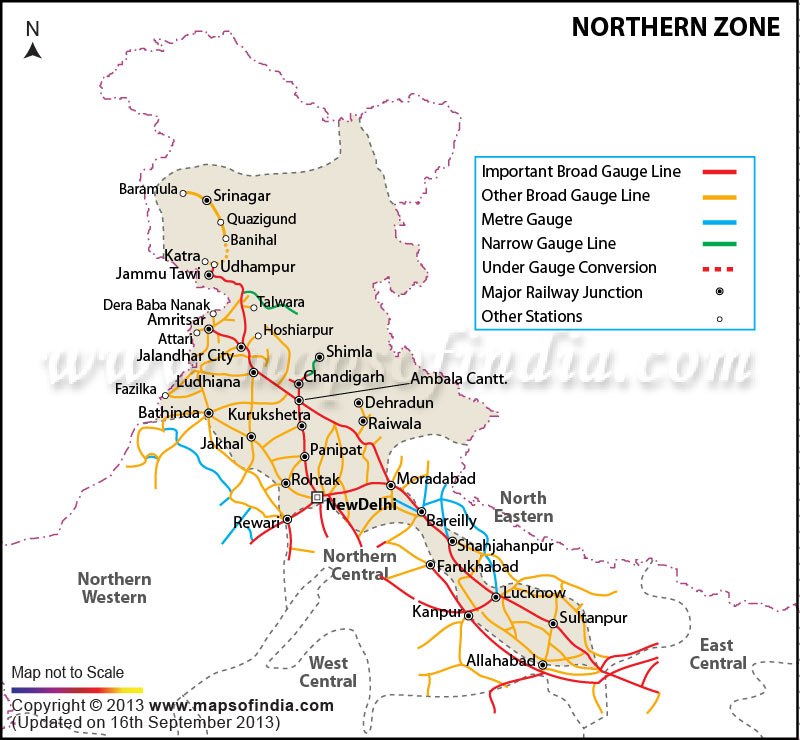 N
NORTHERN ZONE
Important Broad Gauge Line
Other Broad Gauge Line
Metre Gauge
Narrow Gauge Line
Under Gauge Conversion
Major Railway Junction
Other Stations
Baramula
Srinagar
Quazigund
Banihal
Katra
Udhampur
Jammu Tawi
Dera Baba Nanak
Talwara
Amritsar
Attari
Hoshiarpur
Jalandhar City
Shimla
www.mapsofindia.com
Ludhiana
Chandigarh
Ambala Cantt.
Fazilka
Dehradun
Bathinda
Kurukshetra
Raiwala
Jakhal
Panipat
Rohtak
Moradabad
NewDelhi
Rewari
Bareilly
North
Eastern
Shahjahanpur
Northern
Central
Farukhabad
Northern
Western
Lucknow
Kanpur
Sultanpur
West
Central
Allahabad
East
Central
Map not to Scale
Copyright © 2013 www.mapsofindia.com
(Updated on 16th September 2013)